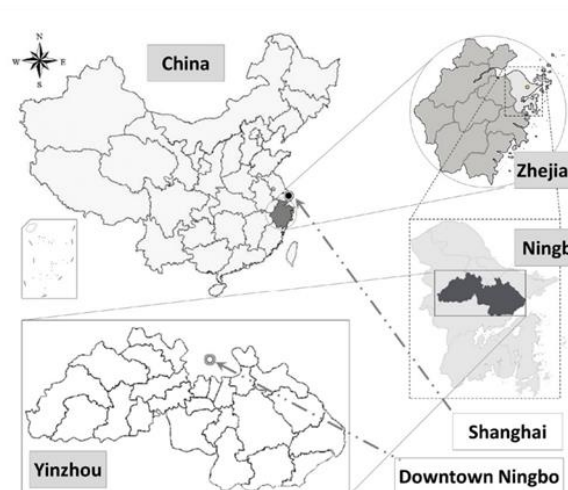 N
W E
S
China
Zhejia
Ningb
Shanghai
Yinzhou
Downtown Ningbo